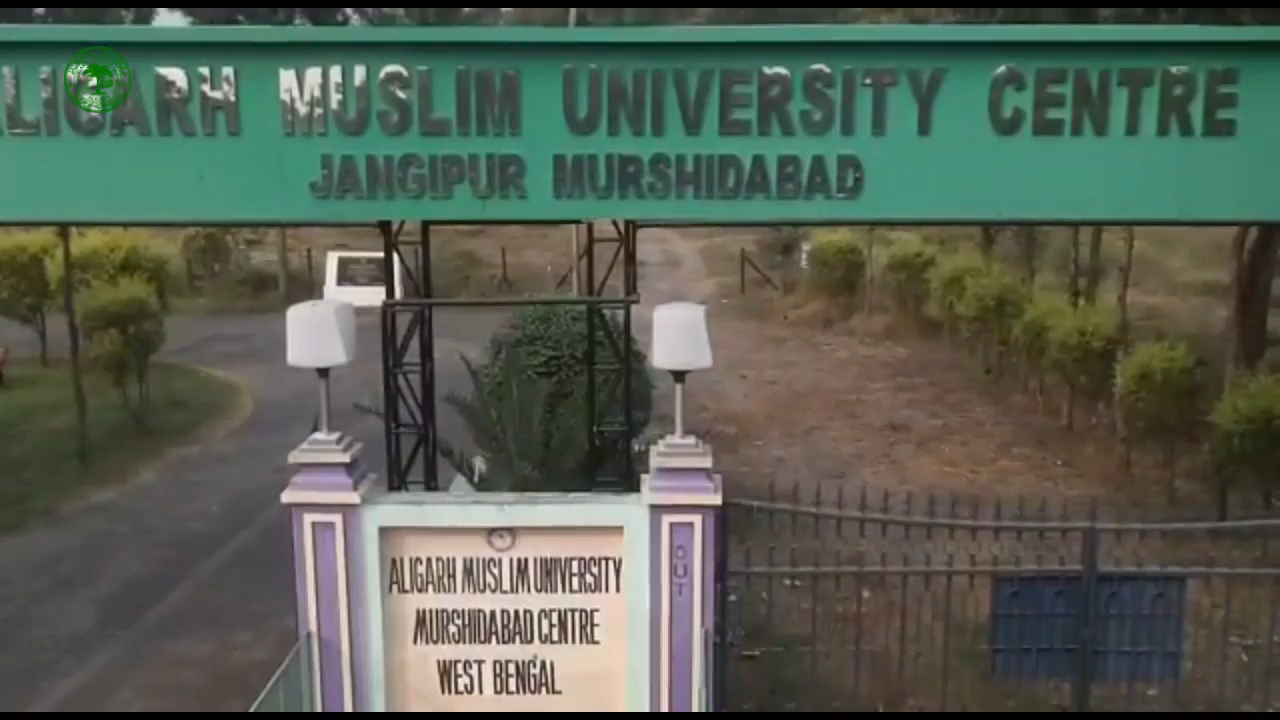 ALIGARH MUSLIM UNIVERSITY CENTRE
JANGIPUR MURSHIDABAD
ALIGARH MUSLIM UNIVERSITY
MURSHIDABAD CENTRE
WEST BENGAL
OUT